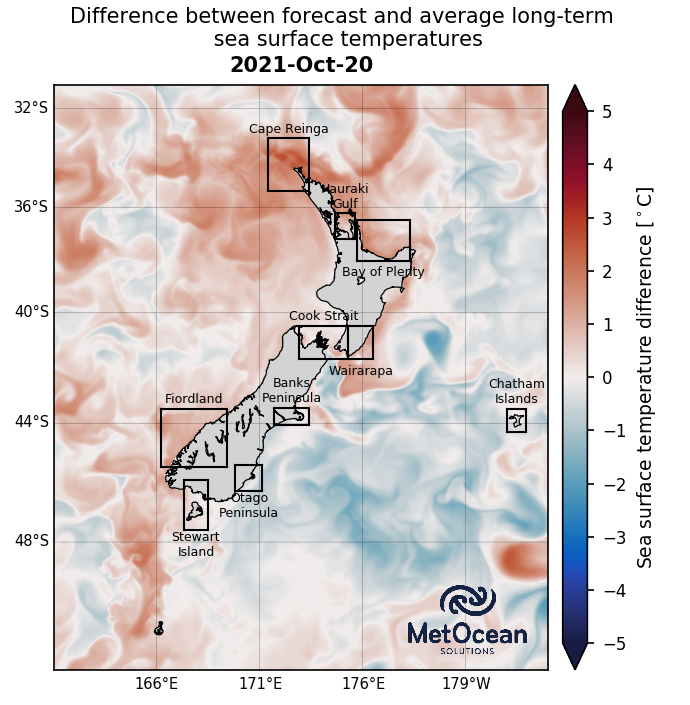 Difference between forecast and average long-term
sea surface temperatures
2021-Oct-20
32°S
36°S
40°S
44°S
48°S
166°E
171°E
176°E
179°W
Cape Reinga
Hauraki
Gulf
Bay of Plenty
Cook Strait
Wairarapa
Banks
Peninsula
Fiordland
Chatham
Islands
Otago
Peninsula
Stewart
Island
MetOcean
SOLUTIONS
5
4
3
2
1
0
−1
−2
−3
−4
−5
Sea surface temperature difference [°C]